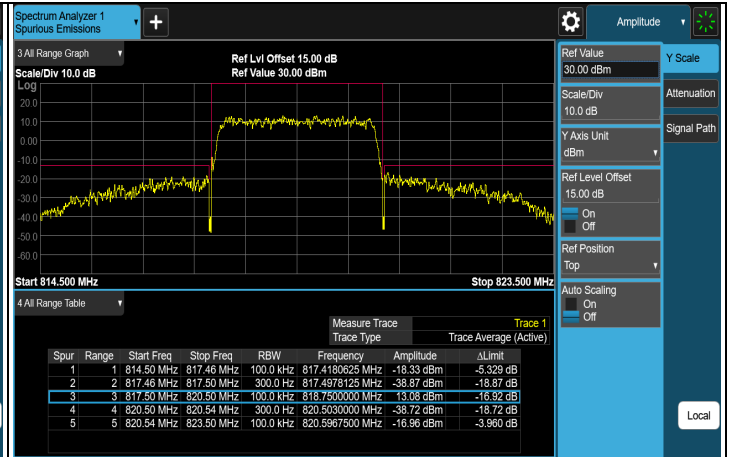 Spectrum Analyzer 1
Spurious Emissions
Amplitude
3 All Range Graph
Ref Lvl Offset 15.00 dB
Scale/Div 10.0 dB
Ref Value 30.00 dBm
Log
20.0
10.0
0.00
-10.0
-20.0
-30.0
-40.0
-50.0
-60.0
Start 814.500 MHz
Stop 823.500 MHz
4 All Range Table
Measure Trace Trace 1
Trace Type Trace Average (Active)
Spur Range Start Freq Stop Freq RBW Frequency Amplitude ΔLimit
1 1 814.50 MHz 817.46 MHz 100.0 kHz 817.4180625 MHz -18.33 dBm -5.329 dB
2 2 817.46 MHz 817.50 MHz 300.0 Hz 817.4978125 MHz -38.87 dBm -18.87 dB
3 3 817.50 MHz 820.50 MHz 100.0 kHz 818.7500000 MHz 13.08 dBm -16.92 dB
4 4 820.50 MHz 820.54 MHz 300.0 Hz 820.5030000 MHz -38.72 dBm -18.72 dB
5 5 820.54 MHz 823.50 MHz 100.0 kHz 820.5967500 MHz -16.96 dBm -3.960 dB
Ref Value
30.00 dBm
Scale/Div
10.0 dB
Y Axis Unit
dBm
Ref Level Offset
15.00 dB
On
Off
Ref Position
Top
Auto Scaling
On
Off
Y Scale
Attenuation
Signal Path
Local